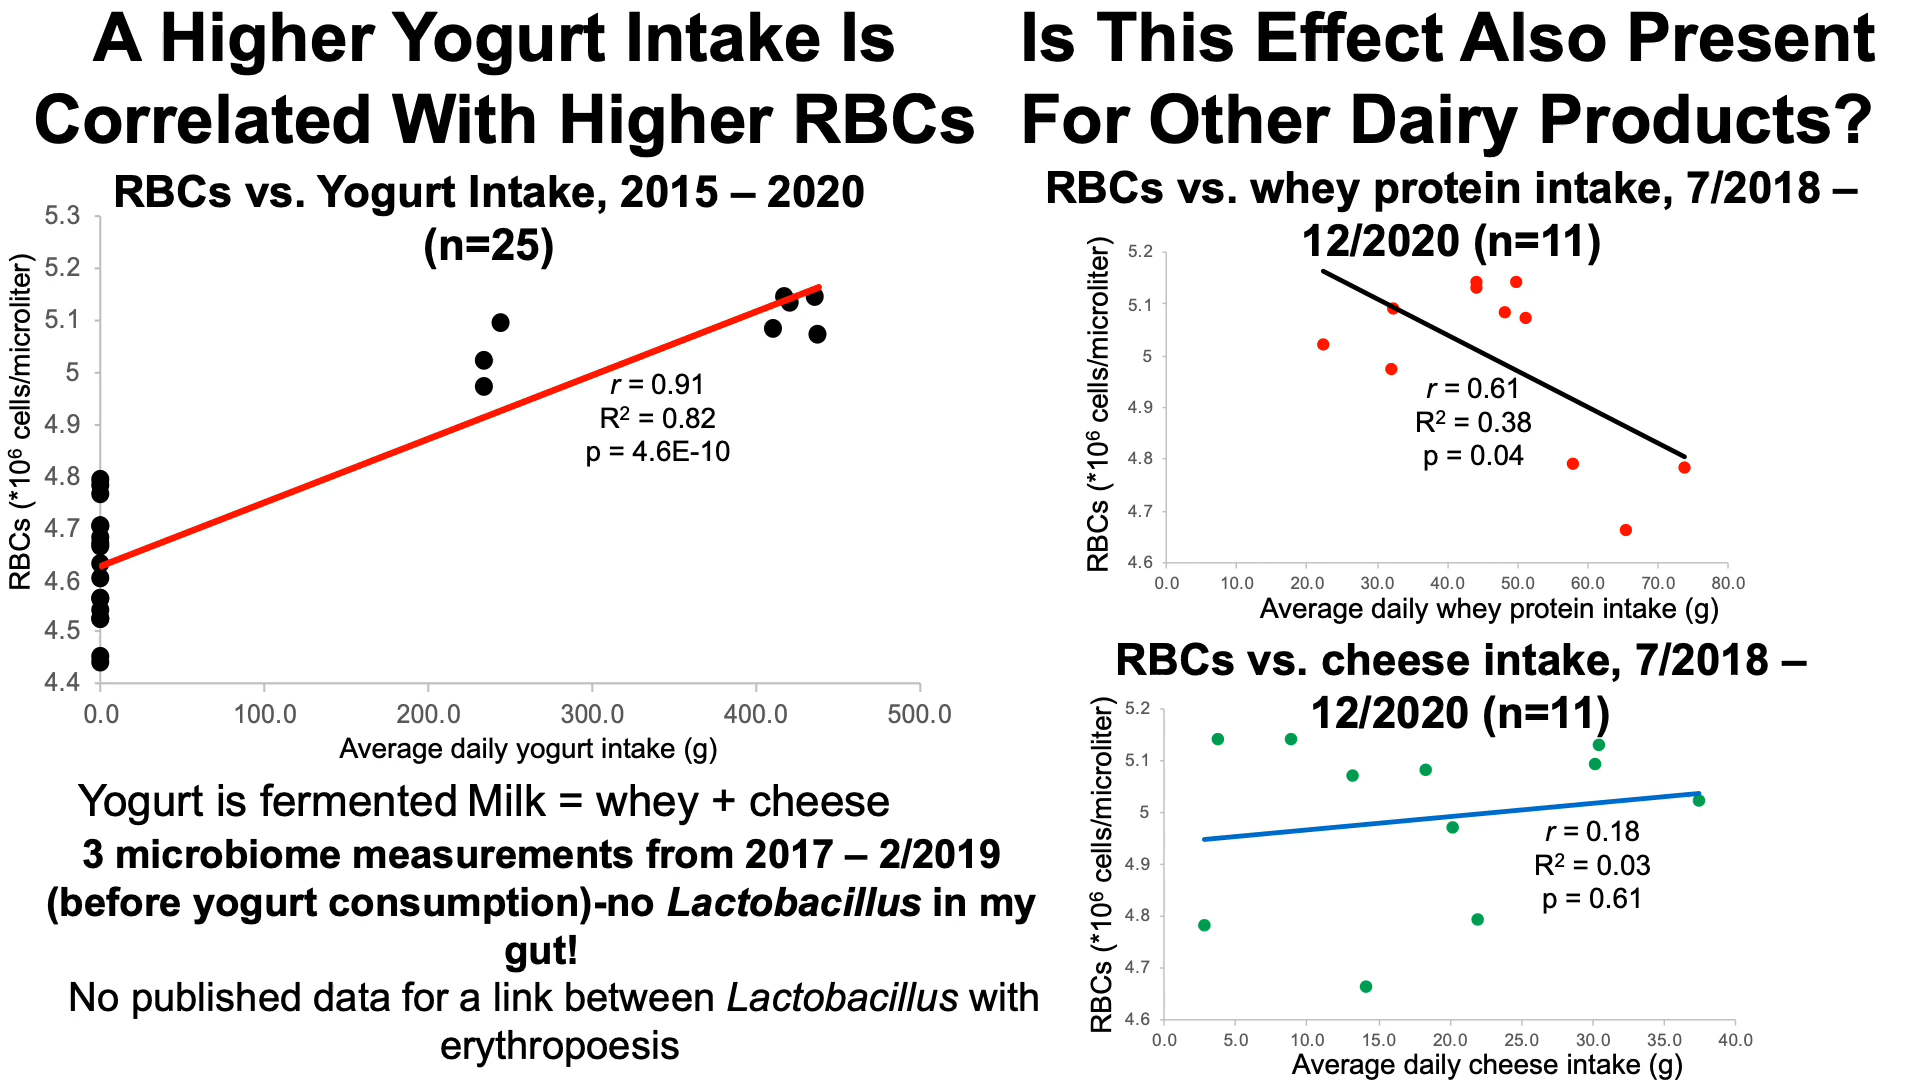 A Higher Yogurt Intake Is
Correlated With Higher RBCs
RBCs vs. Yogurt Intake, 2015 – 2020
(n=25)
RBCs (*10⁶ cells/microliter)
5.3
5.2
5.1
5
4.9
4.8
4.7
4.6
4.5
4.4
r = 0.91
R² = 0.82
p = 4.6E-10
0.0 100.0 200.0 300.0 400.0 500.0
Average daily yogurt intake (g)
Yogurt is fermented Milk = whey + cheese
3 microbiome measurements from 2017 – 2/2019
(before yogurt consumption)-no Lactobacillus in my
gut!
No published data for a link between Lactobacillus with
erythropoesis
Is This Effect Also Present
For Other Dairy Products?
RBCs vs. whey protein intake, 7/2018 –
12/2020 (n=11)
RBCs (*10⁶ cells/microliter)
5.2
5.1
5
4.9
4.8
4.7
4.6
r = 0.61
R² = 0.38
p = 0.04
0.0 10.0 20.0 30.0 40.0 50.0 60.0 70.0 80.0
Average daily whey protein intake (g)
RBCs vs. cheese intake, 7/2018 –
12/2020 (n=11)
RBCs (*10⁶ cells/microliter)
5.2
5.1
5
4.9
4.8
4.7
4.6
r = 0.18
R² = 0.03
p = 0.61
0.0 5.0 10.0 15.0 20.0 25.0 30.0 35.0 40.0
Average daily cheese intake (g)